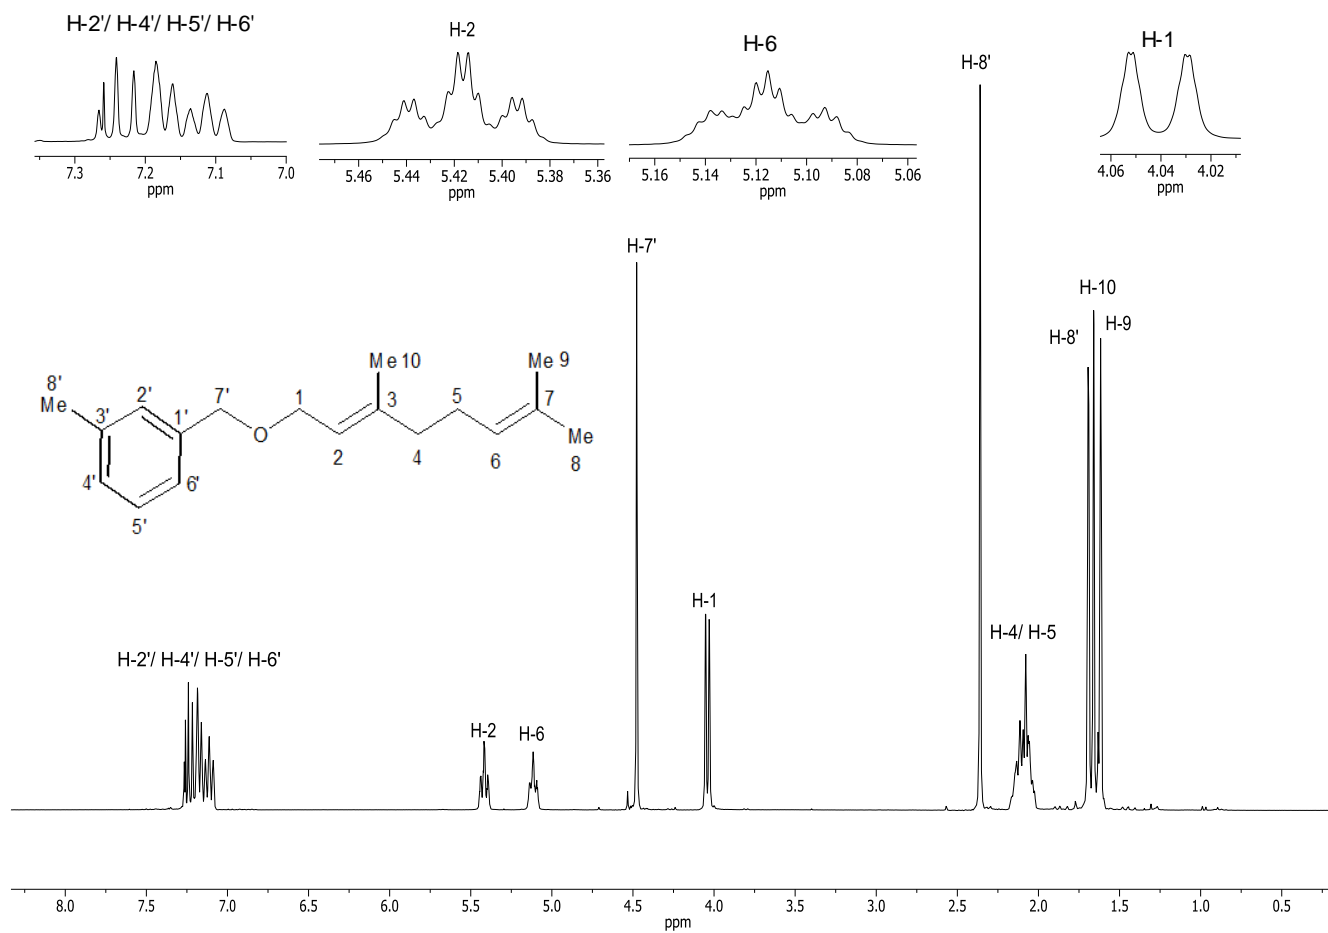 H-2'/ H-4'/ H-5'/ H-6'
H-2
H-6
H-1
7.3 7.2 7.1 7.0
ppm
5.46 5.44 5.42 5.40 5.38 5.36
ppm
5.16 5.14 5.12 5.10 5.08 5.06
ppm
4.06 4.04 4.02
ppm
H-8'
H-7'
H-10
H-8'
H-9
Me 10
Me 9
8'
Me
2'
7'
1
5
3'
1'
3
7
O
Me
2
4
6
8
4'
6'
5'
H-1
H-4/ H-5
H-2'/ H-4'/ H-5'/ H-6'
H-2
H-6
8.0 7.5 7.0 6.5 6.0 5.5 5.0 4.5 4.0 3.5 3.0 2.5 2.0 1.5 1.0 0.5
ppm